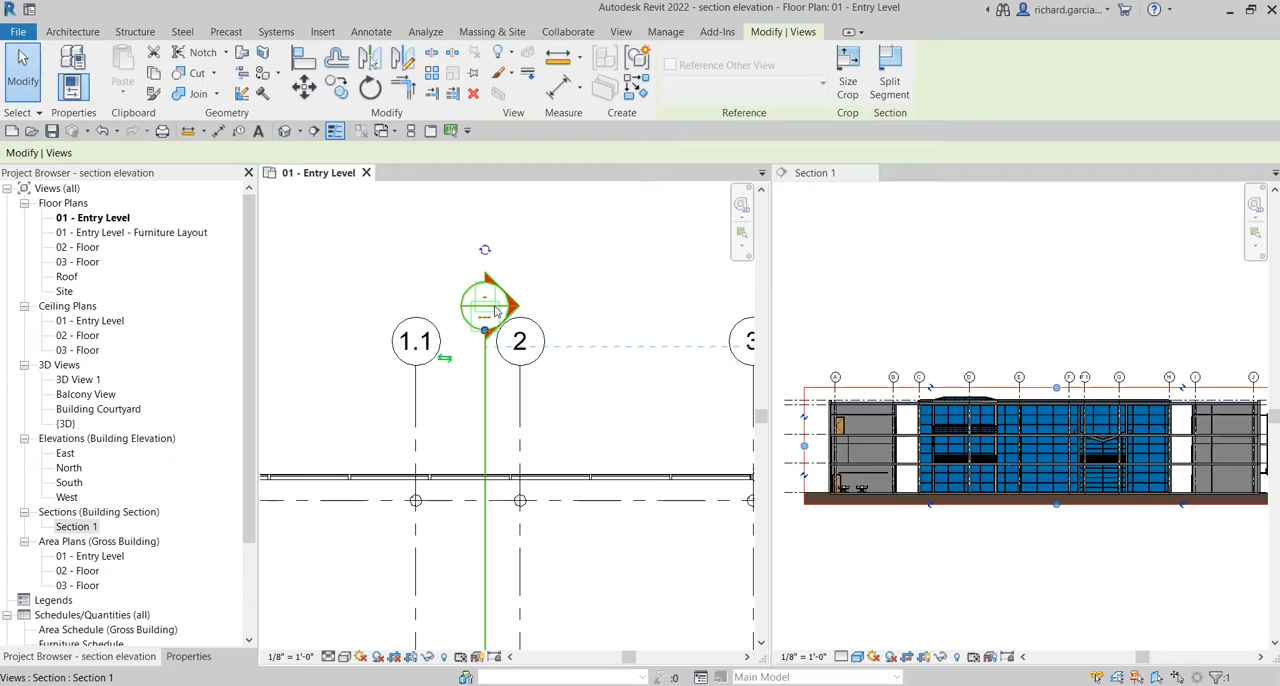 Autodesk Revit 2022 - section elevation - Floor Plan: 01 - Entry Level
richard.garcia...
File Architecture Structure Steel Precast Systems Insert Annotate Analyze Massing & Site Collaborate View Manage Add-Ins Modify | Views
Modify
Paste
Notch
Cut
Join
Reference Other View
Size Crop
Split Segment
Select Properties Clipboard Geometry Modify View Measure Create Reference Crop Section
Modify | Views
Project Browser - section elevation
01 - Entry Level
Section 1
Views (all)
Floor Plans
01 - Entry Level
01 - Entry Level - Furniture Layout
02 - Floor
03 - Floor
Roof
Site
Ceiling Plans
01 - Entry Level
02 - Floor
03 - Floor
3D Views
3D View 1
Balcony View
Building Courtyard
{3D}
Elevations (Building Elevation)
East
North
South
West
Sections (Building Section)
Section 1
Area Plans (Gross Building)
01 - Entry Level
02 - Floor
03 - Floor
Legends
Schedules/Quantities (all)
Area Schedule (Gross Building)
Furniture Schedule
1.1 2 3
A B C D E F F.1 G H I J
Project Browser - section elevation Properties
1/8" = 1'-0"
1/8" = 1'-0"
Views : Section : Section 1
:0
Main Model
:1